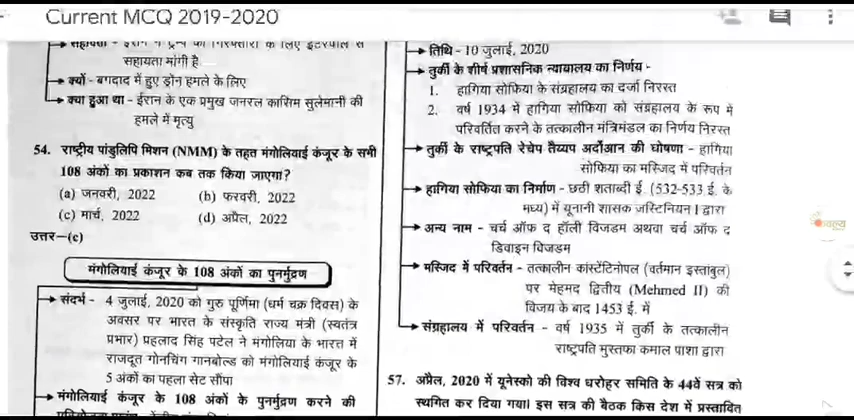 Current MCQ 2019-2020
सहायता मांगी है
क्यों - बगदाद में हुए ड्रोन हमले के लिए
क्या हुआ था - ईरान के एक प्रमुख जनरल कासिम सुलेमानी की
हमले में मृत्यु
54. राष्ट्रीय पांडुलिपि मिशन (NMM) के तहत मंगोलियाई कंजूर के सभी
108 अंकों का प्रकाशन कब तक किया जाएगा?
(a) जनवरी, 2022 (b) फरवरी, 2022
(c) मार्च, 2022 (d) अप्रैल, 2022
उत्तर—(c)
मंगोलियाई कंजूर के 108 अंकों का पुनर्मुद्रण
संदर्भ - 4 जुलाई, 2020 को गुरु पूर्णिमा (धर्म चक्र दिवस) के
अवसर पर भारत के संस्कृति राज्य मंत्री (स्वतंत्र
प्रभार) प्रहलाद सिंह पटेल ने मंगोलिया के भारत में
राजदूत गोनचिंग गानबोल्ड को मंगोलियाई कंजूर के
5 अंकों का पहला सेट सौंपा
मंगोलियाई कंजूर के 108 अंकों के पुनर्मुद्रण करने की
तिथि - 10 जुलाई, 2020
तुर्की के शीर्ष प्रशासनिक न्यायालय का निर्णय -
1. हागिया सोफिया के संग्रहालय का दर्जा निरस्त
2. वर्ष 1934 में हागिया सोफिया को संग्रहालय के रूप में
परिवर्तित करने के तत्कालीन मंत्रिमंडल का निर्णय निरस्त
तुर्की के राष्ट्रपति रेचेप तैय्यप अर्दोआन की घोषणा - हागिया
सोफिया का मस्जिद में परिवर्तन
हागिया सोफिया का निर्माण - छठी शताब्दी ई. (532-533 ई. के
मध्य) में यूनानी शासक जस्टिनियन I द्वारा
अन्य नाम - चर्च ऑफ द हॉली विजडम अथवा चर्च ऑफ द
डिवाइन विजडम
मस्जिद में परिवर्तन - तत्कालीन कांस्टेंटिनोपल (वर्तमान इस्तांबुल)
पर मेहमद द्वितीय (Mehmed II) की
विजय के बाद 1453 ई. में
संग्रहालय में परिवर्तन - वर्ष 1935 में तुर्की के तत्कालीन
राष्ट्रपति मुस्तफा कमाल पाशा द्वारा
57. अप्रैल, 2020 में यूनेस्को की विश्व धरोहर समिति के 44वें सत्र को
स्थगित कर दिया गया। इस सत्र की बैठक किस देश में प्रस्तावित